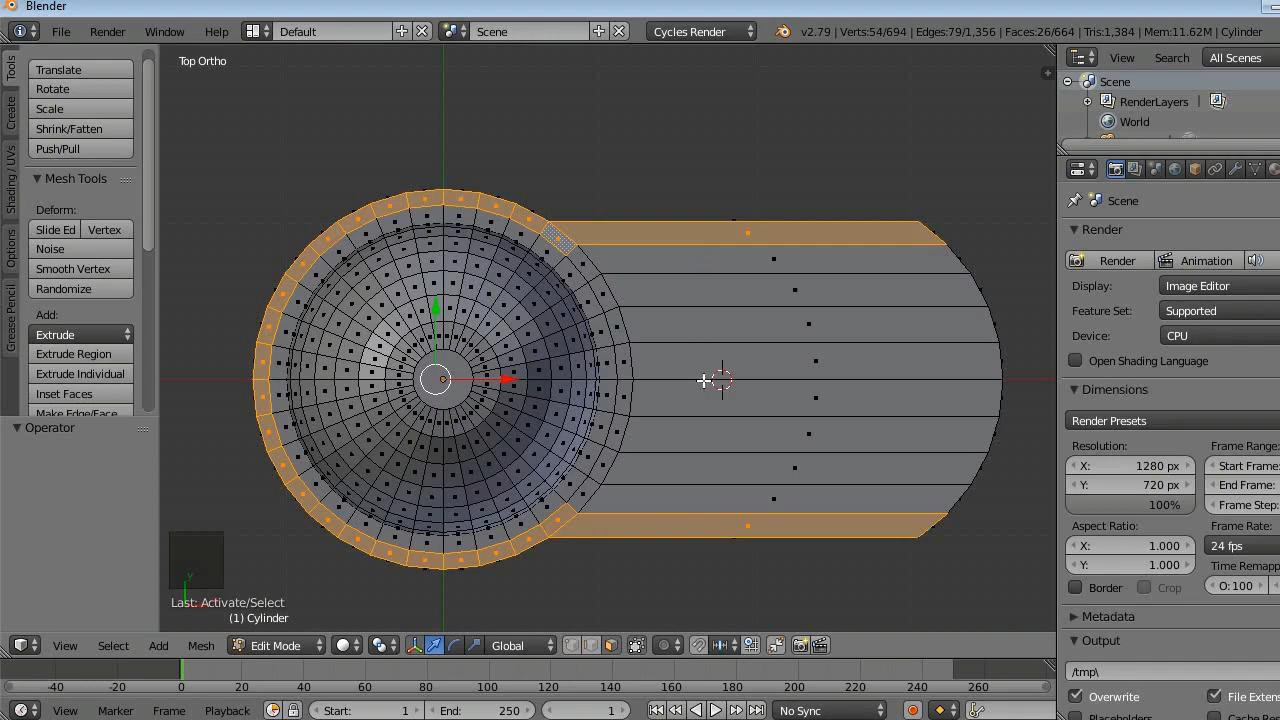 Blender
File Render Window Help Default Scene Cycles Render v2.79 | Verts:54/694 | Edges:79/1,356 | Faces:26/664 | Tris:1,384 | Mem:11.62M | Cylinder
Tools
Create
Shading / UVs
Options
Grease Pencil
Translate
Rotate
Scale
Shrink/Fatten
Push/Pull
Mesh Tools
Deform:
Slide Ed Vertex
Noise
Smooth Vertex
Randomize
Add:
Extrude
Extrude Region
Extrude Individual
Inset Faces
Make Edge/Face
Operator
Top Ortho
Y
Last: Activate/Select
(1) Cylinder
View Select Add Mesh Edit Mode Global
View Search All Scenes
Scene
RenderLayers
World
Scene
Render
Render Animation
Display: Image Editor
Feature Set: Supported
Device: CPU
Open Shading Language
Dimensions
Render Presets
Resolution: Frame Range:
X: 1280 px Start Frame:
Y: 720 px End Frame:
100% Frame Step:
Aspect Ratio: Frame Rate:
X: 1.000 24 fps
Y: 1.000 Time Remapp
Border Crop O:100
Metadata
Output
/tmp\
Overwrite File Exten
Placeholders Cache Re
-40 -20 0 20 40 60 80 100 120 140 160 180 200 220 240 260
View Marker Frame Playback Start: 1 End: 250 1 No Sync